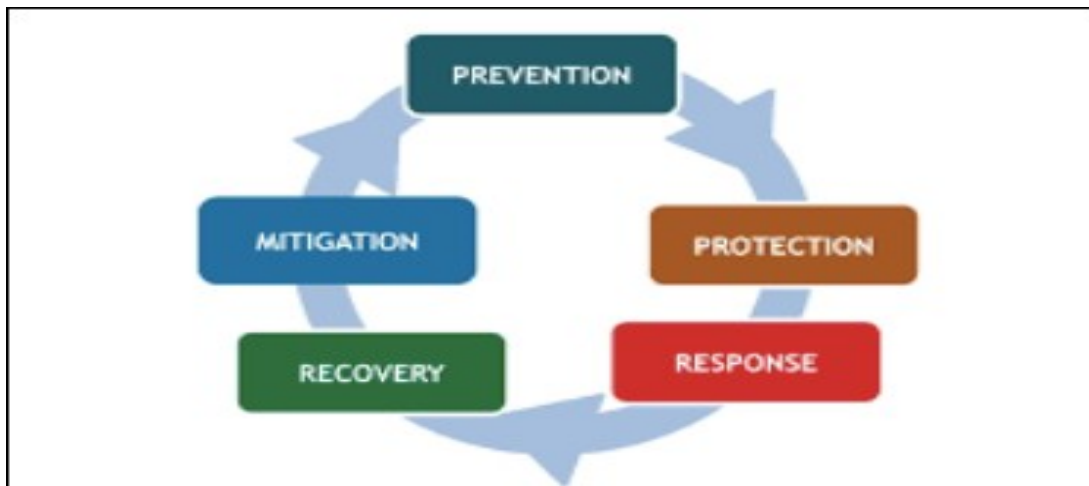 PREVENTION
PROTECTION
RESPONSE
RECOVERY
MITIGATION